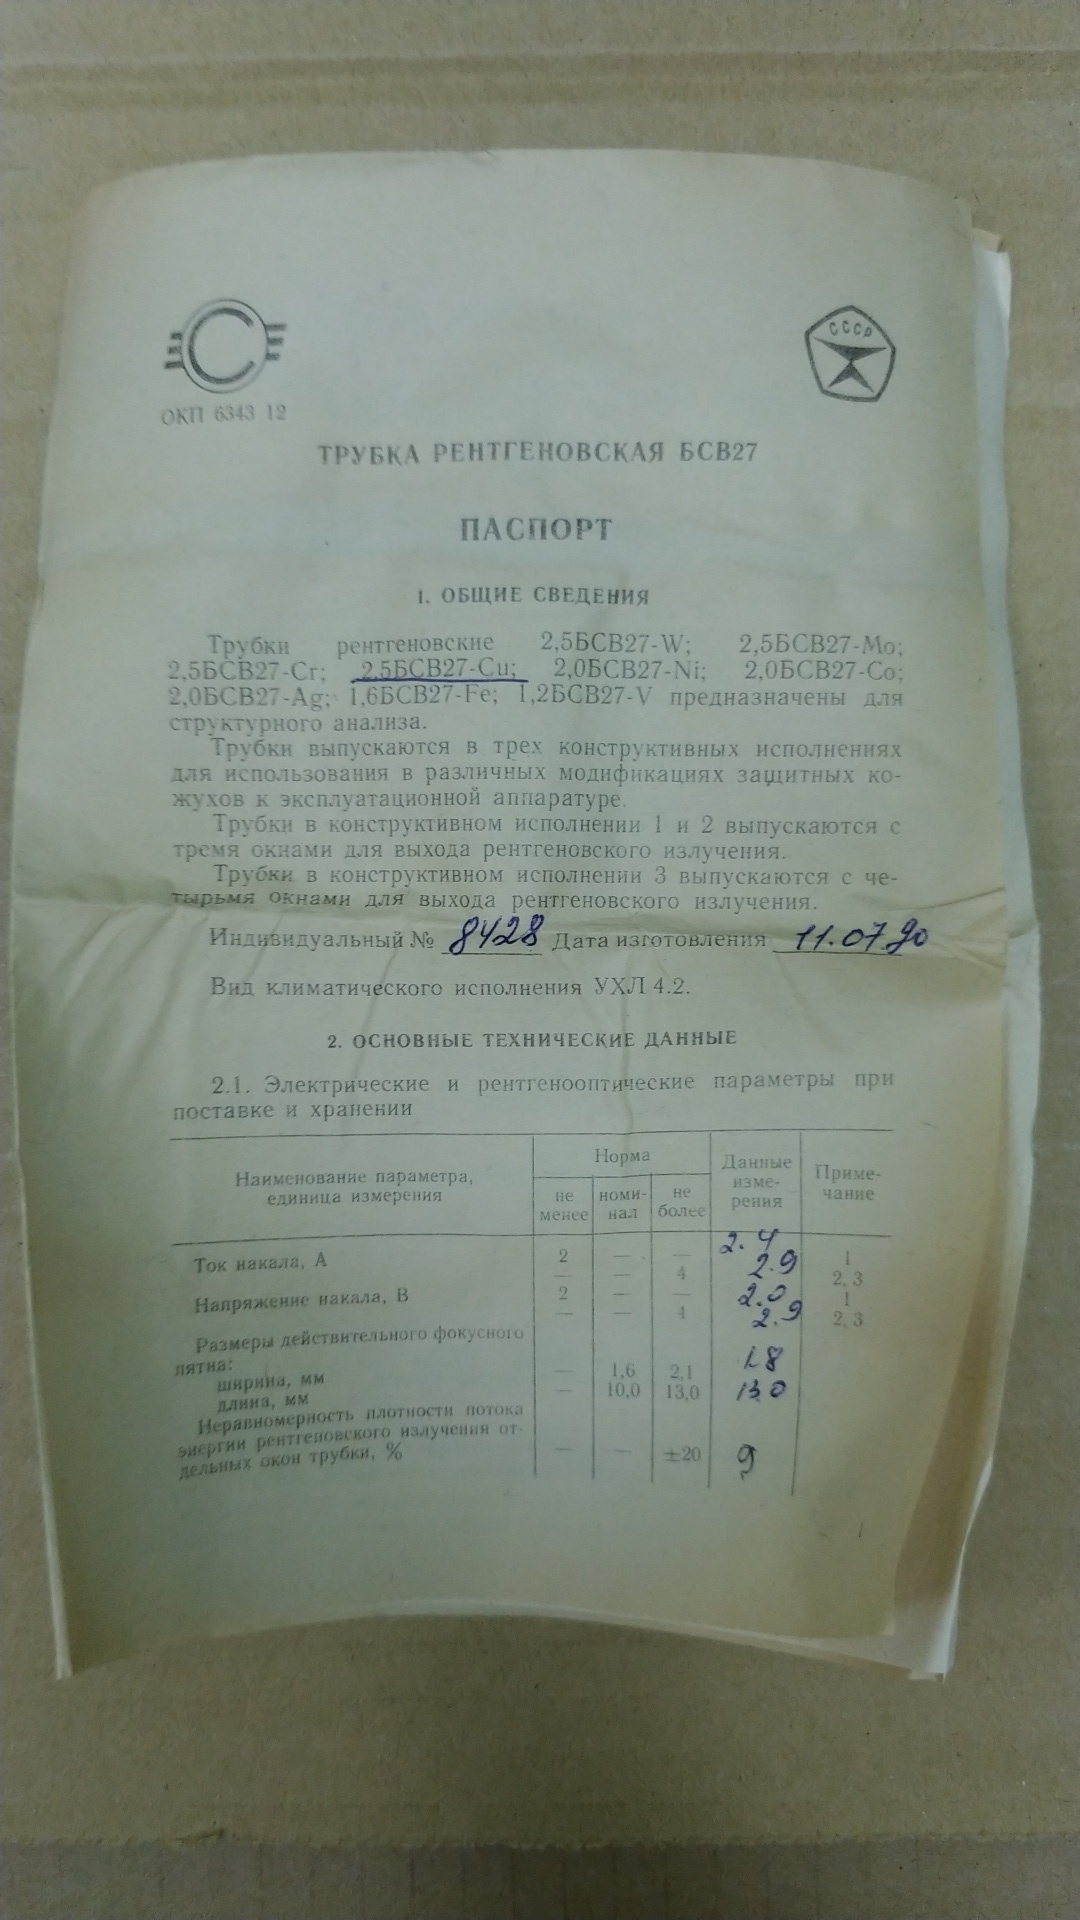 СССР
ОКП 6343 12
ТРУБКА РЕНТГЕНОВСКАЯ БСВ27
ПАСПОРТ
1. ОБЩИЕ СВЕДЕНИЯ
Трубки рентгеновские 2,5БСВ27-W; 2,5БСВ27-Mo;
2,5БСВ27-Cr; 2.5БСВ27-Cu; 2,0БСВ27-Ni; 2,0БСВ27-Co;
2,0БСВ27-Ag; 1,6БСВ27-Fe; 1,2БСВ27-V предназначены для
структурного анализа.
Трубки выпускаются в трех конструктивных исполнениях
для использования в различных модификациях защитных ко-
жухов к эксплуатационной аппаратуре.
Трубки в конструктивном исполнении 1 и 2 выпускаются с
тремя окнами для выхода рентгеновского излучения.
Трубки в конструктивном исполнении 3 выпускаются с че-
тырьмя окнами для выхода рентгеновского излучения.
Индивидуальный № 8428 Дата изготовления 11.07.90
Вид климатического исполнения УХЛ 4.2.
2. ОСНОВНЫЕ ТЕХНИЧЕСКИЕ ДАННЫЕ
2.1. Электрические и рентгенооптические параметры при
поставке и хранении
Наименование параметра,
единица измерения
Норма
не
менее
номи-
нал
не
более
Данные
изме-
рения
Приме-
чание
Ток накала, А 2 — — 2.4 1
— — 4 2.9 2, 3
Напряжение накала, В 2 — — 2.0 1
— — 4 2.9 2, 3
Размеры действительного фокусного
пятна:
ширина, мм — 1,6 2,1 1.8
длина, мм — 10,0 13,0 13.0
Неравномерность плотности потока
энергии рентгеновского излучения от-
дельных окон трубки, % — — ±20 9
1